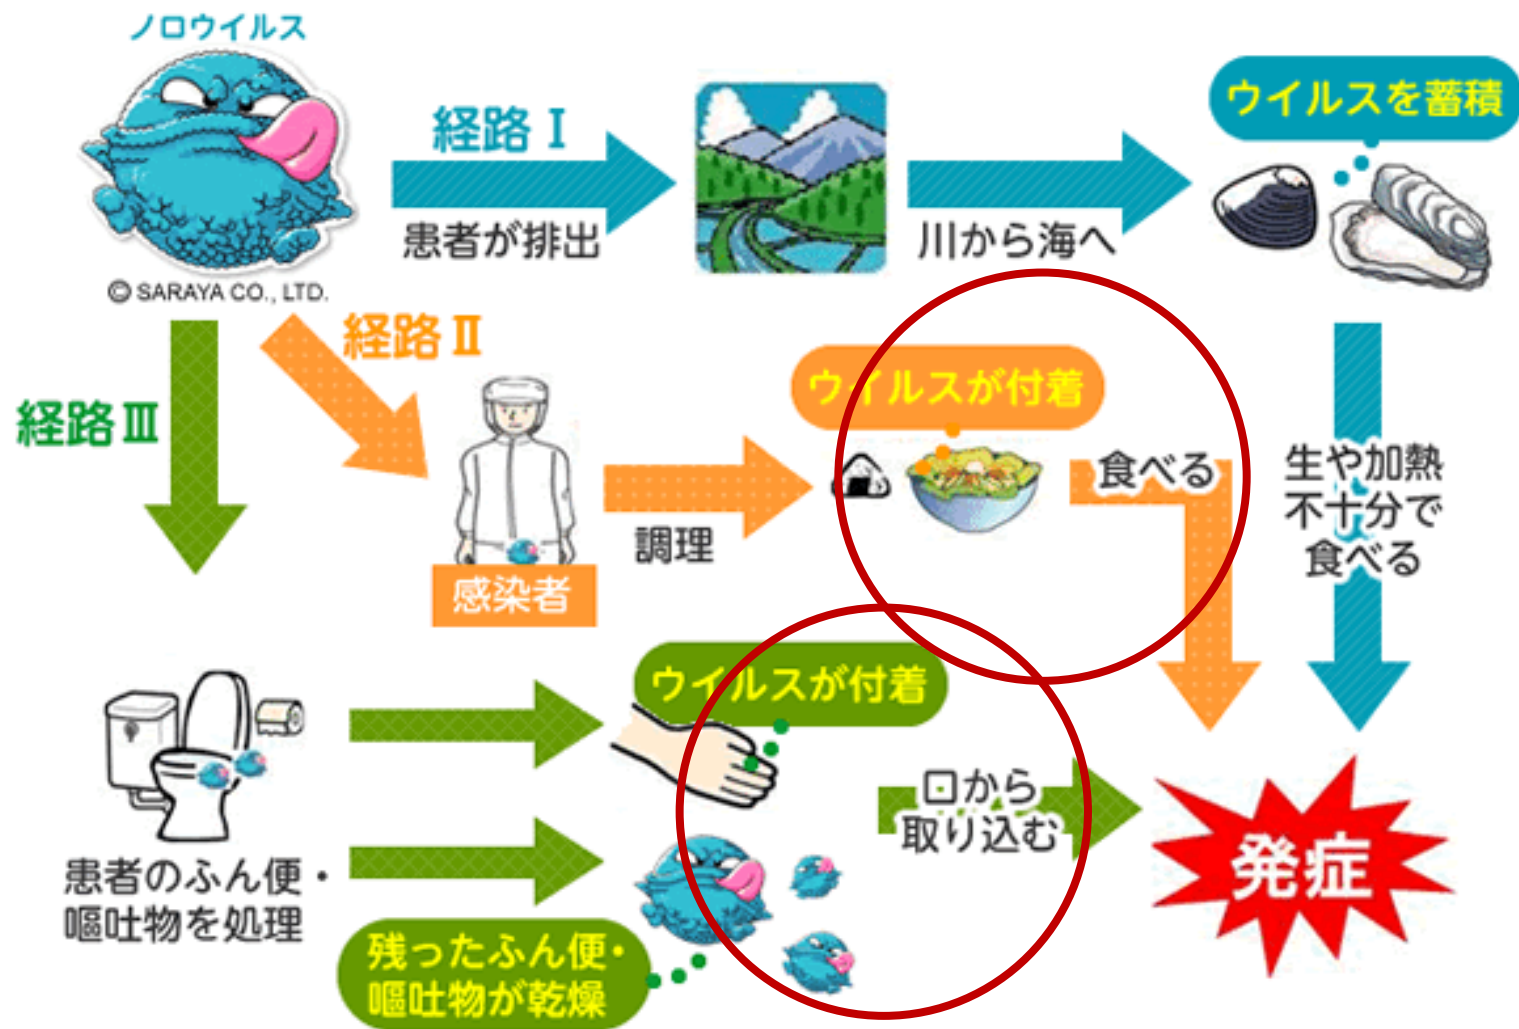 ノロウイルス
経路Ⅰ
患者が排出
川から海へ
ウイルスを蓄積
© SARAYA CO., LTD.
経路Ⅱ
経路Ⅲ
感染者
調理
ウイルスが付着
食べる
生や加熱
不十分で
食べる
患者のふん便・
嘔吐物を処理
ウイルスが付着
残ったふん便・
嘔吐物が乾燥
口から
取り込む
発症